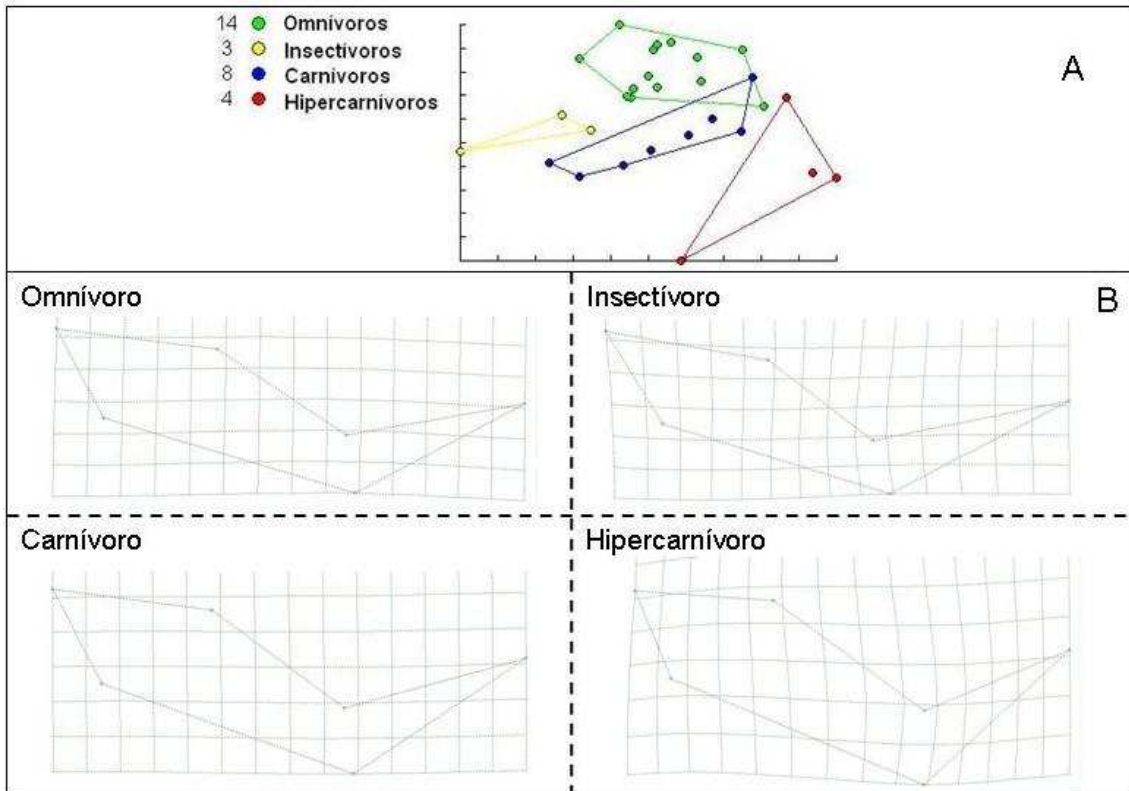 14 Omnívoros
3 Insectívoros
8 Carnívoros
4 Hipercarnívoros
A
Omnívoro
Insectívoro
B
Carnívoro
Hipercarnívoro